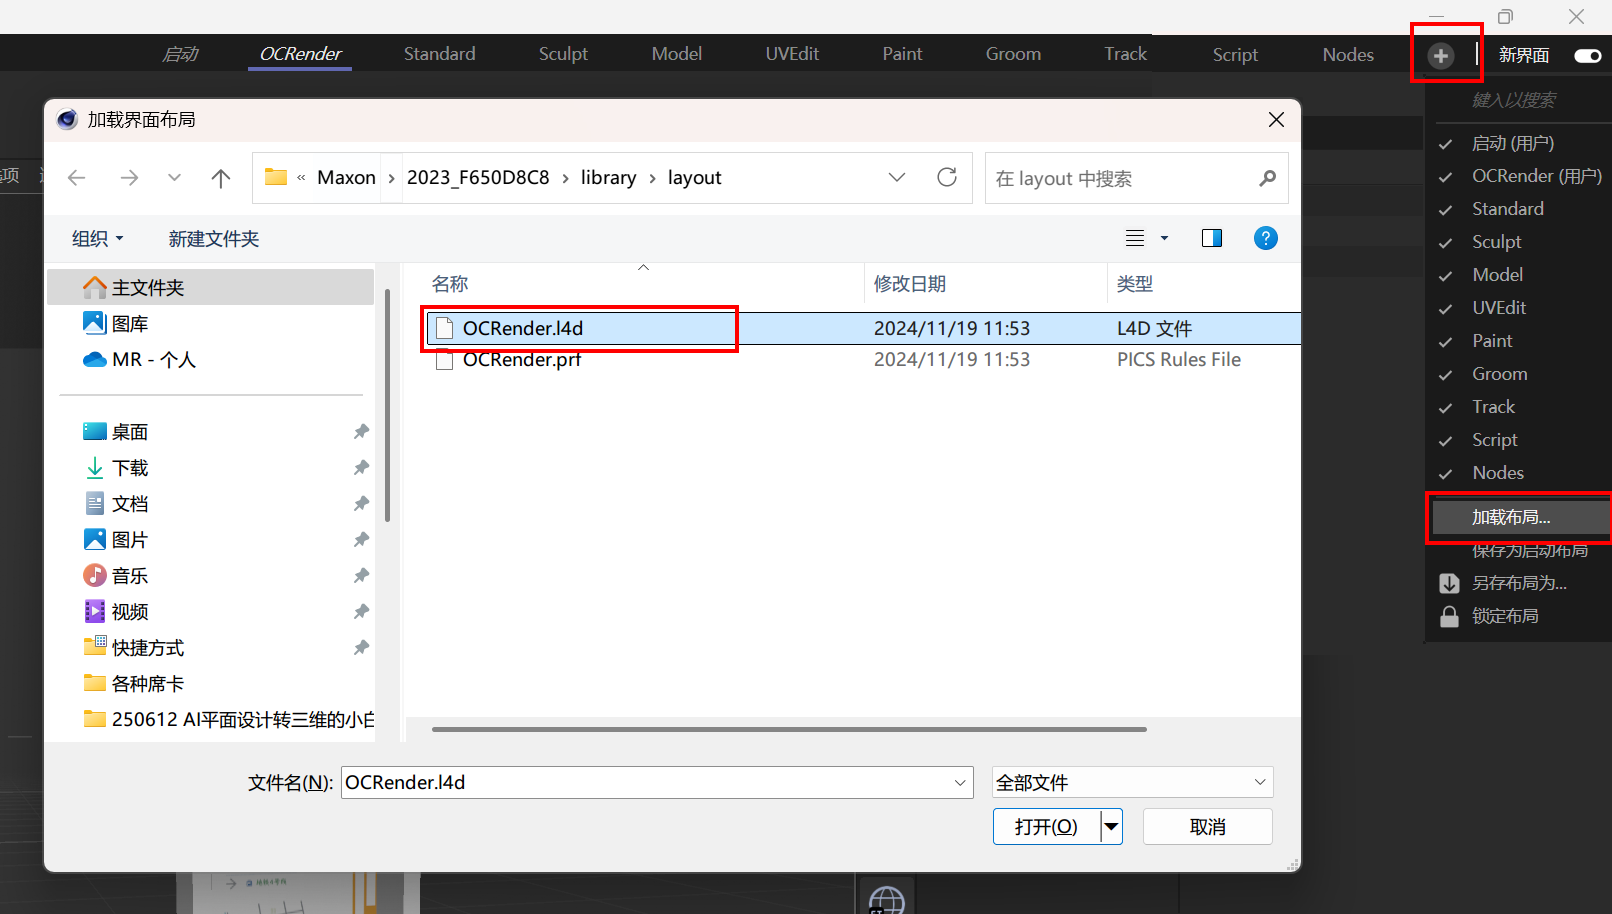 启动 OCRender Standard Sculpt Model UVEdit Paint Groom Track Script Nodes 新界面
键入以搜索
启动 (用户)
OCRender (用户)
Standard
Sculpt
Model
UVEdit
Paint
Groom
Track
Script
Nodes
加载布局...
保存为启动布局
另存布局为...
锁定布局
选项
加载界面布局
« Maxon › 2023_F650D8C8 › library › layout
在 layout 中搜索
组织 新建文件夹
主文件夹
图库
MR - 个人
桌面
下载
文档
图片
音乐
视频
快捷方式
各种席卡
250612 AI平面设计转三维的小白
名称 修改日期 类型
OCRender.l4d 2024/11/19 11:53 L4D 文件
OCRender.prf 2024/11/19 11:53 PICS Rules File
文件名(N): OCRender.l4d 全部文件
打开(O) 取消